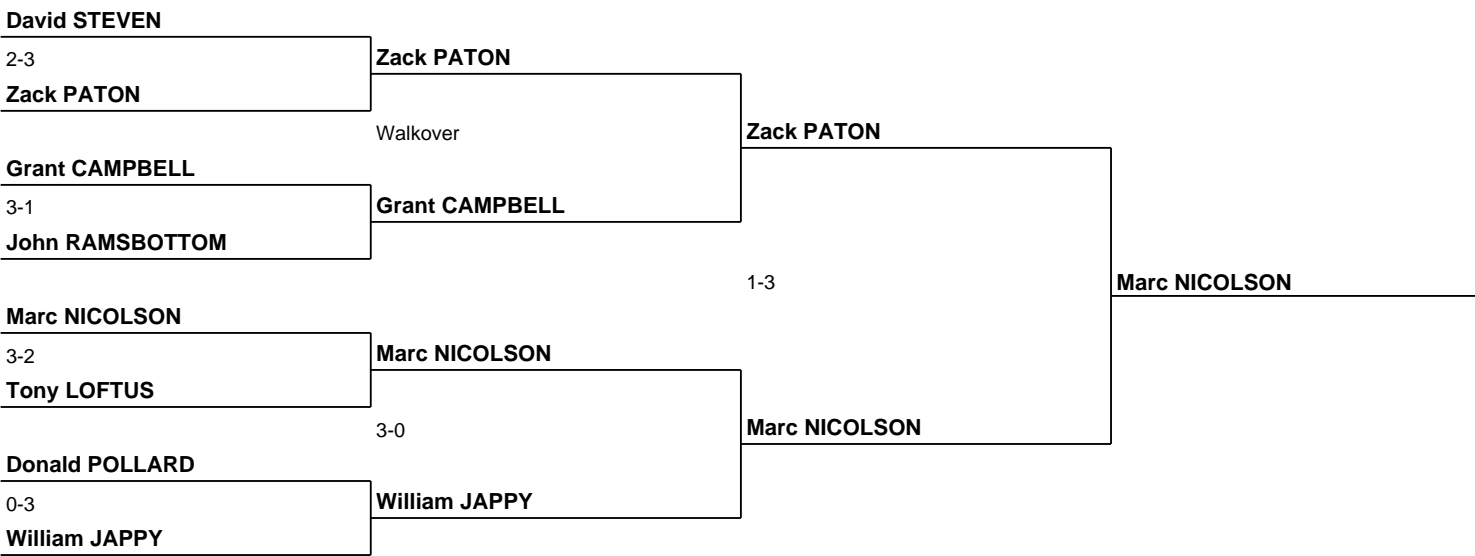 David STEVEN
2-3
Zack PATON
Zack PATON
Walkover
Zack PATON
Grant CAMPBELL
3-1
Grant CAMPBELL
John RAMSBOTTOM
1-3
Marc NICOLSON
Marc NICOLSON
3-2
Marc NICOLSON
Tony LOFTUS
3-0
Marc NICOLSON
Donald POLLARD
0-3
William JAPPY
William JAPPY